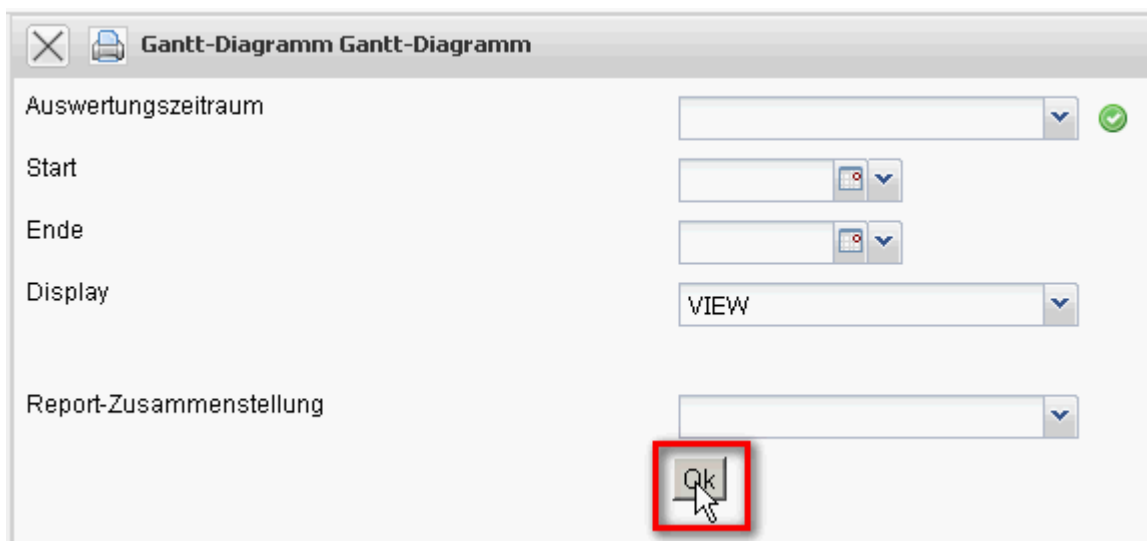 Gantt-Diagramm Gantt-Diagramm
Auswertungszeitraum
Start
Ende
Display VIEW
Report-Zusammenstellung
Ok